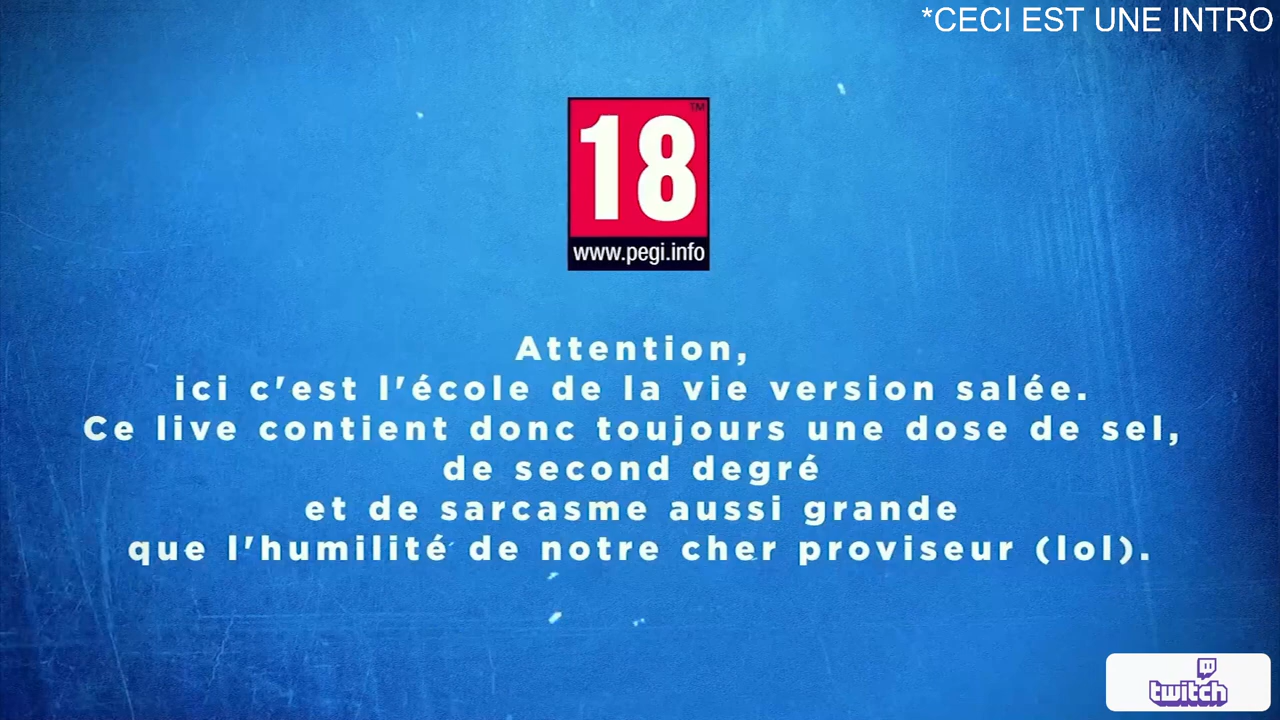 *CECI EST UNE INTRO
18
TM
www.pegi.info
Attention,
ici c'est l'école de la vie version salée.
Ce live contient donc toujours une dose de sel,
de second degré
et de sarcasme aussi grande
que l'humilité de notre cher proviseur (lol).
twitch